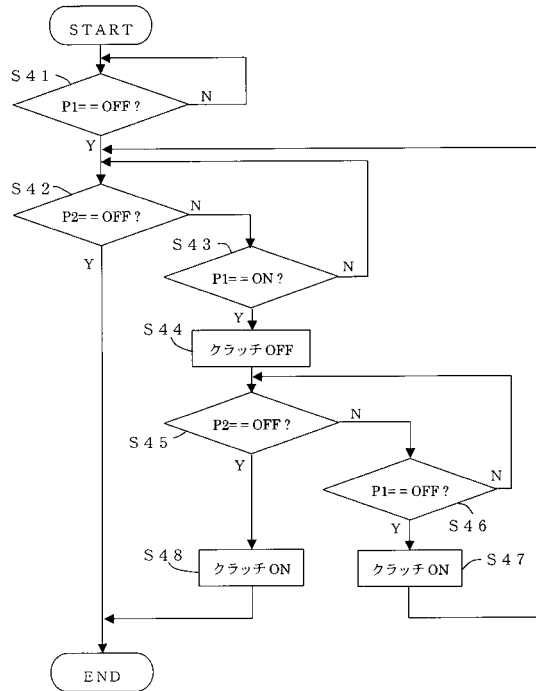 START
S41
P1==OFF?
N
Y
S42
P2==OFF?
N
Y
S43
P1==ON?
N
Y
S44
クラッチOFF
P2==OFF?
N
S45
Y
P1==OFF?
N
Y
S46
S48
クラッチON
クラッチON
S47
END